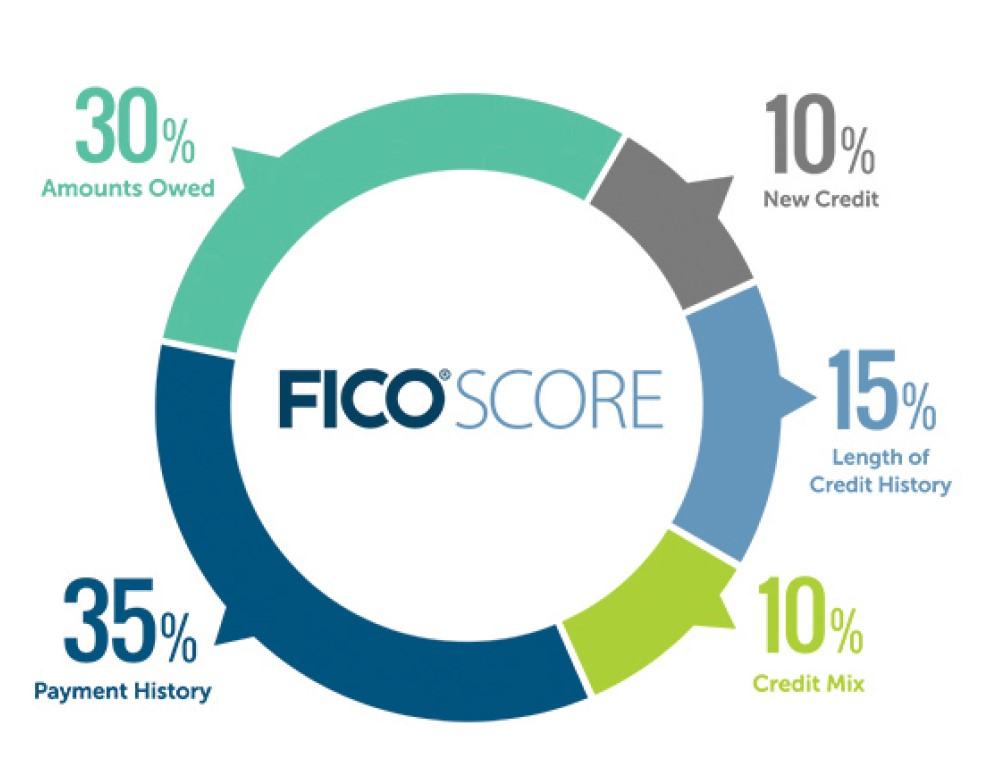 30%
Amounts Owed
10%
New Credit
FICO® SCORE
15%
Length of
Credit History
35%
Payment History
10%
Credit Mix